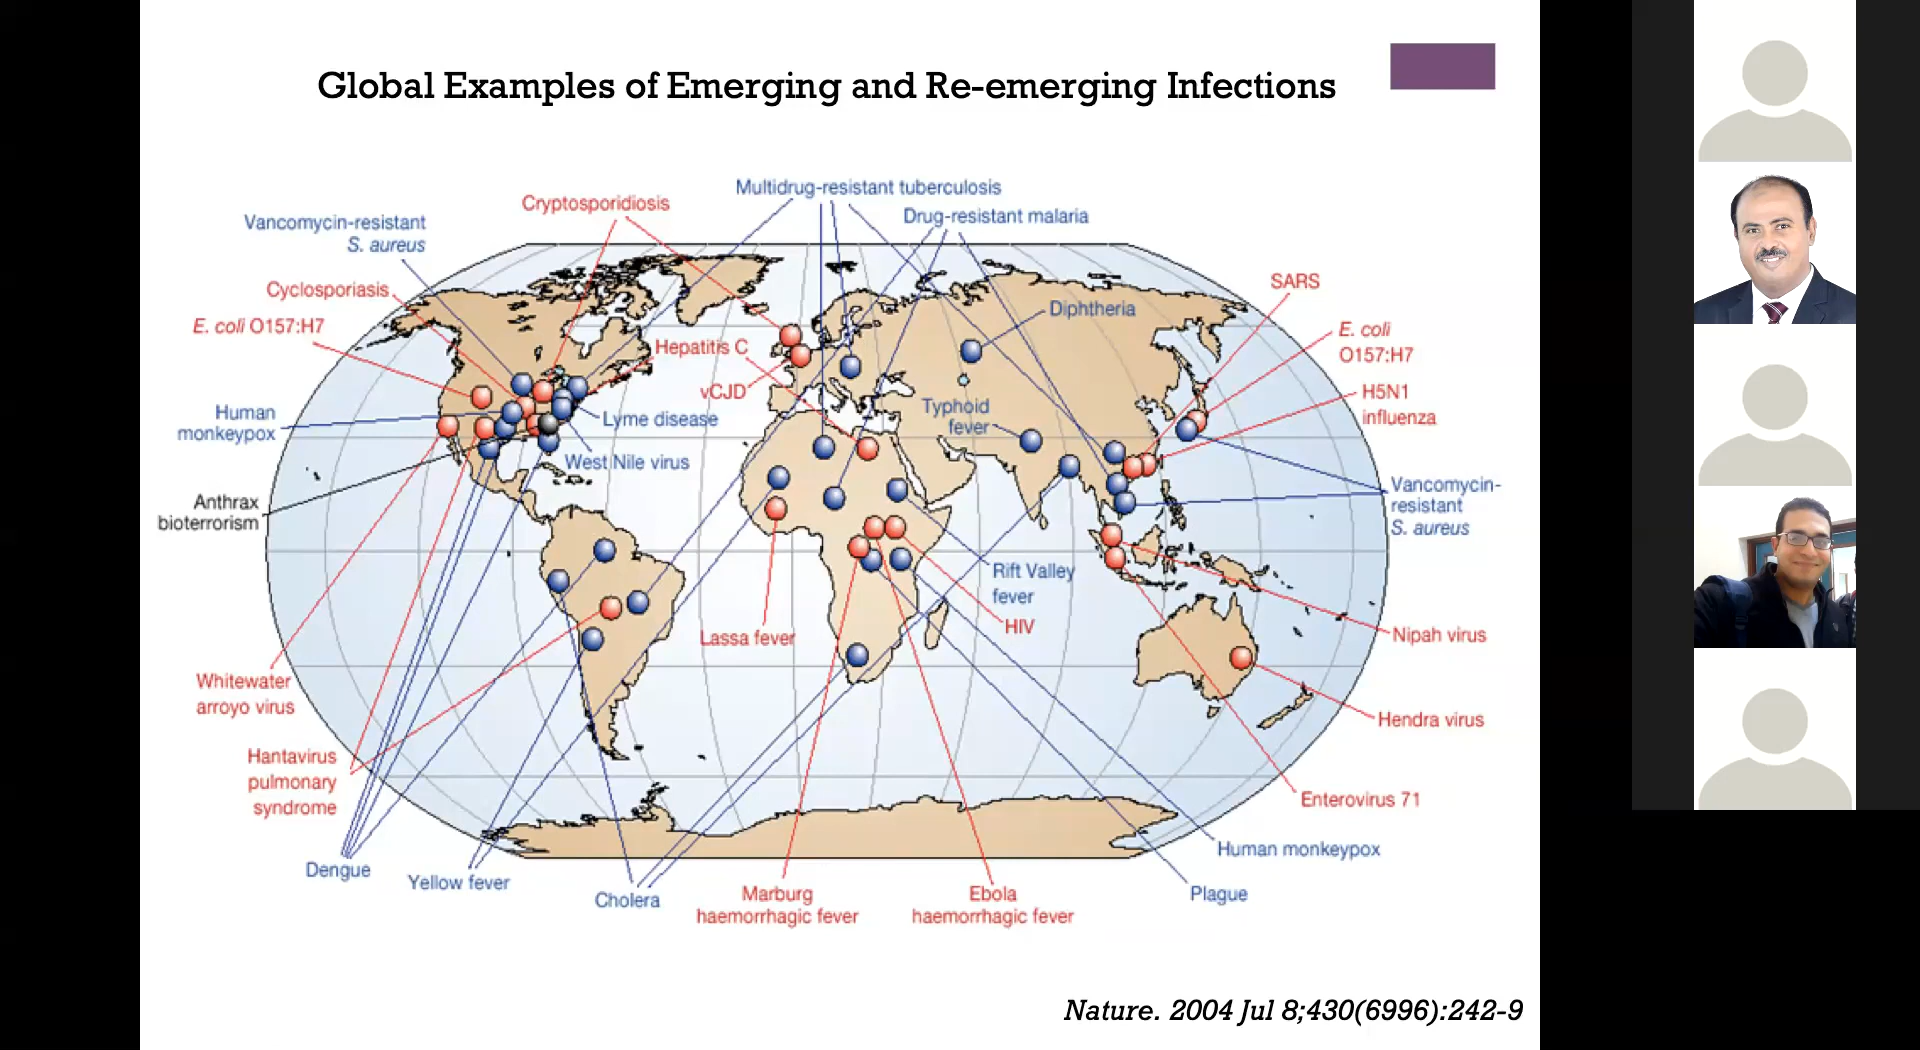 Global Examples of Emerging and Re-emerging Infections
Multidrug-resistant tuberculosis
Cryptosporidiosis
Drug-resistant malaria
Vancomycin-resistant
S. aureus
Cyclosporiasis
E. coli O157:H7
SARS
Diphtheria
E. coli
O157:H7
Hepatitis C
vCJD
H5N1
influenza
Human
monkeypox
Lyme disease
Typhoid
fever
West Nile virus
Anthrax
bioterrorism
Vancomycin-
resistant
S. aureus
Rift Valley
fever
HIV
Lassa fever
Nipah virus
Whitewater
arroyo virus
Hendra virus
Hantavirus
pulmonary
syndrome
Enterovirus 71
Human monkeypox
Dengue
Yellow fever
Cholera
Marburg
haemorrhagic fever
Ebola
haemorrhagic fever
Plague
Nature. 2004 Jul 8;430(6996):242-9